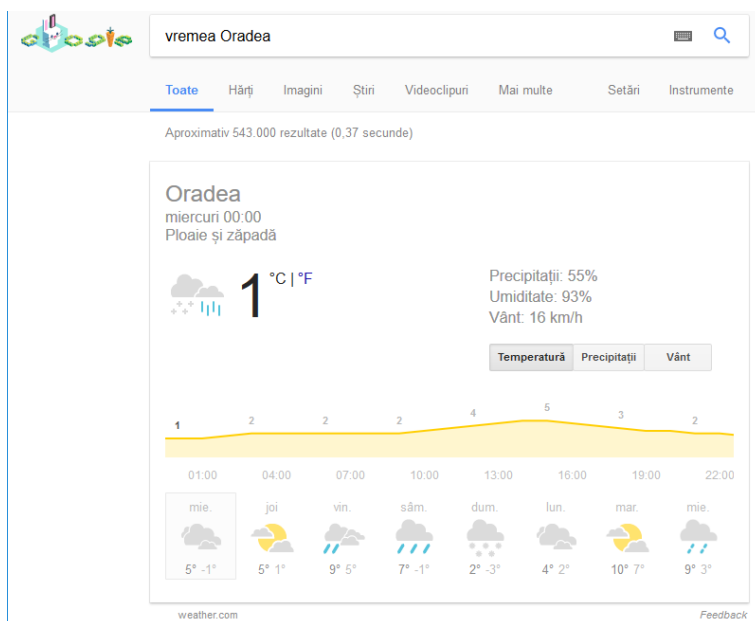 vremea Oradea
Toate Hărți Imagini Știri Videoclipuri Mai multe Setări Instrumente
Aproximativ 543.000 rezultate (0,37 secunde)
Oradea
miercuri 00:00
Ploaie și zăpadă
1 °C | °F
Precipitații: 55%
Umiditate: 93%
Vânt: 16 km/h
Temperatură Precipitații Vânt
1 2 2 2 4 5 3 2
01:00 04:00 07:00 10:00 13:00 16:00 19:00 22:00
mie. joi vin. sâm. dum. lun. mar. mie.
5° -1° 5° 1° 9° 5° 7° -1° 2° -3° 4° 2° 10° 7° 9° 3°
weather.com Feedback